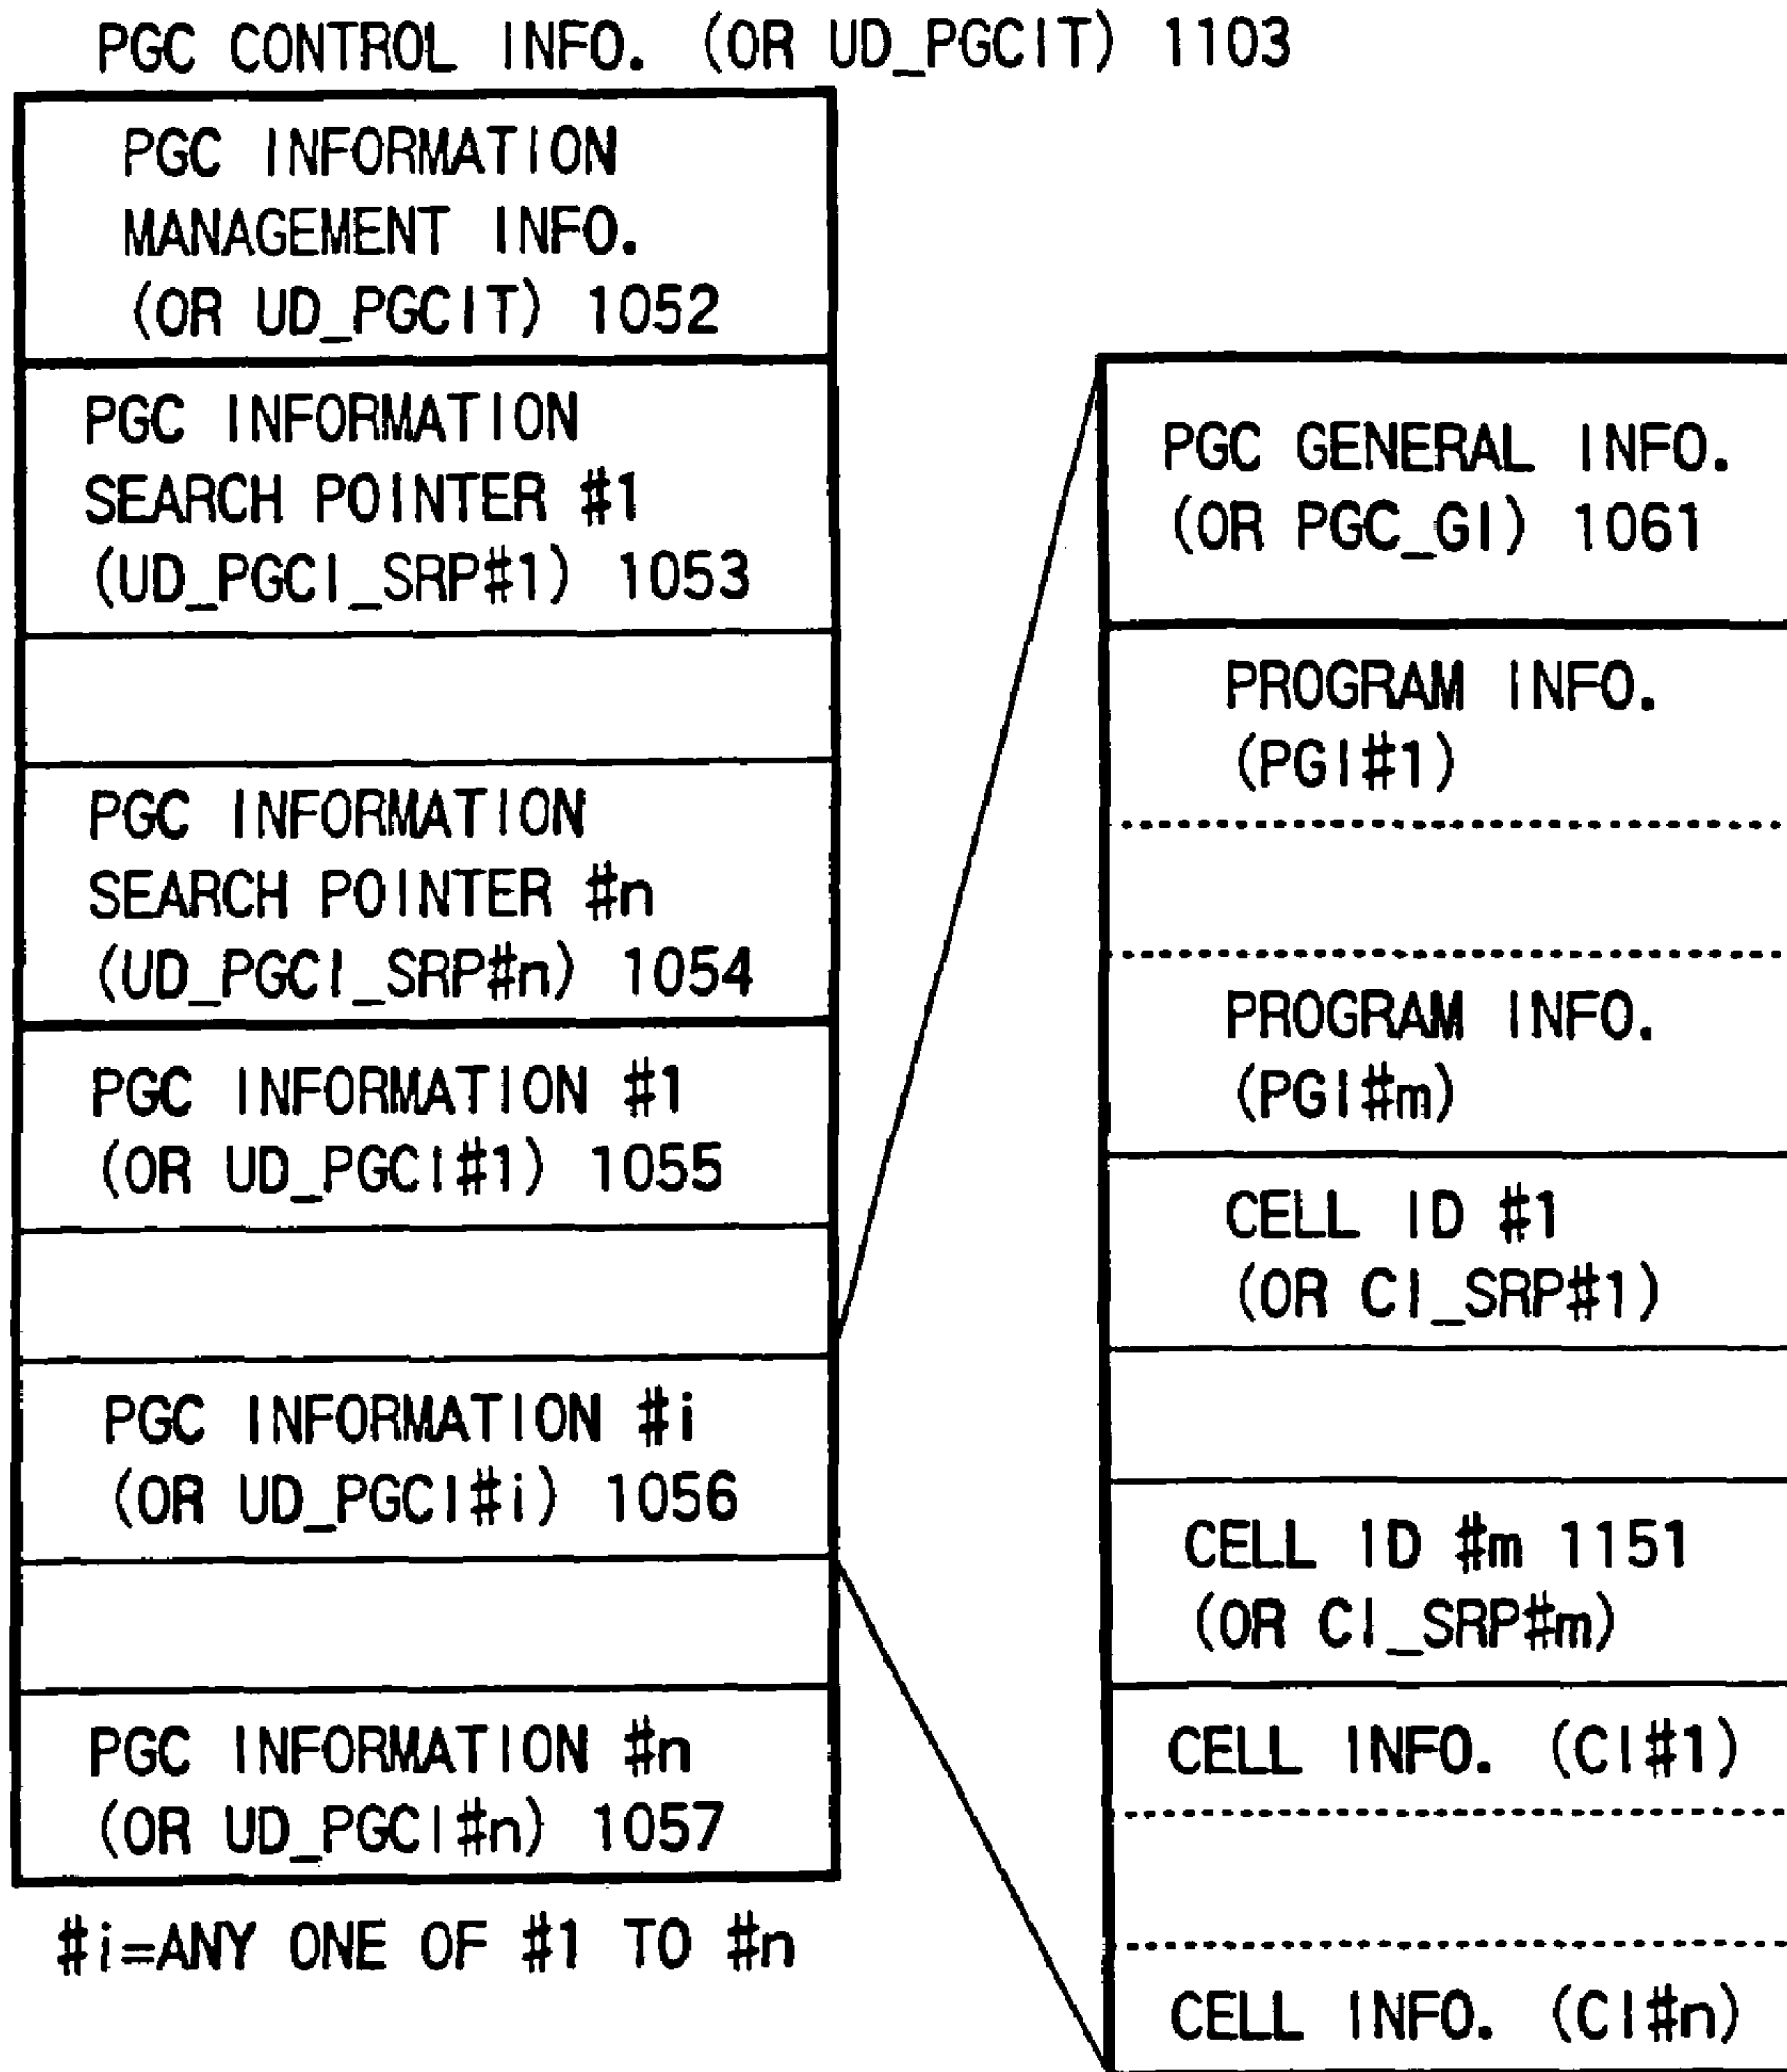 PGC CONTROL INFO. (OR UD_PGCIT) 1103
PGC INFORMATION
MANAGEMENT INFO.
(OR UD_PGCIT) 1052
PGC INFORMATION
SEARCH POINTER #1
(UD_PGCI_SRP#1) 1053
PGC INFORMATION
SEARCH POINTER #n
(UD_PGCI_SRP#n) 1054
PGC INFORMATION #1
(OR UD_PGCI#1) 1055
PGC INFORMATION #i
(OR UD_PGCI#i) 1056
PGC INFORMATION #n
(OR UD_PGCI#n) 1057
#i=ANY ONE OF #1 TO #n
PGC GENERAL INFO.
(OR PGC_GI) 1061
PROGRAM INFO.
(PGI#1)
PROGRAM INFO.
(PGI#m)
CELL ID #1
(OR CI_SRP#1)
CELL ID #m 1151
(OR CI_SRP#m)
CELL INFO. (CI#1)
CELL INFO. (CI#n)